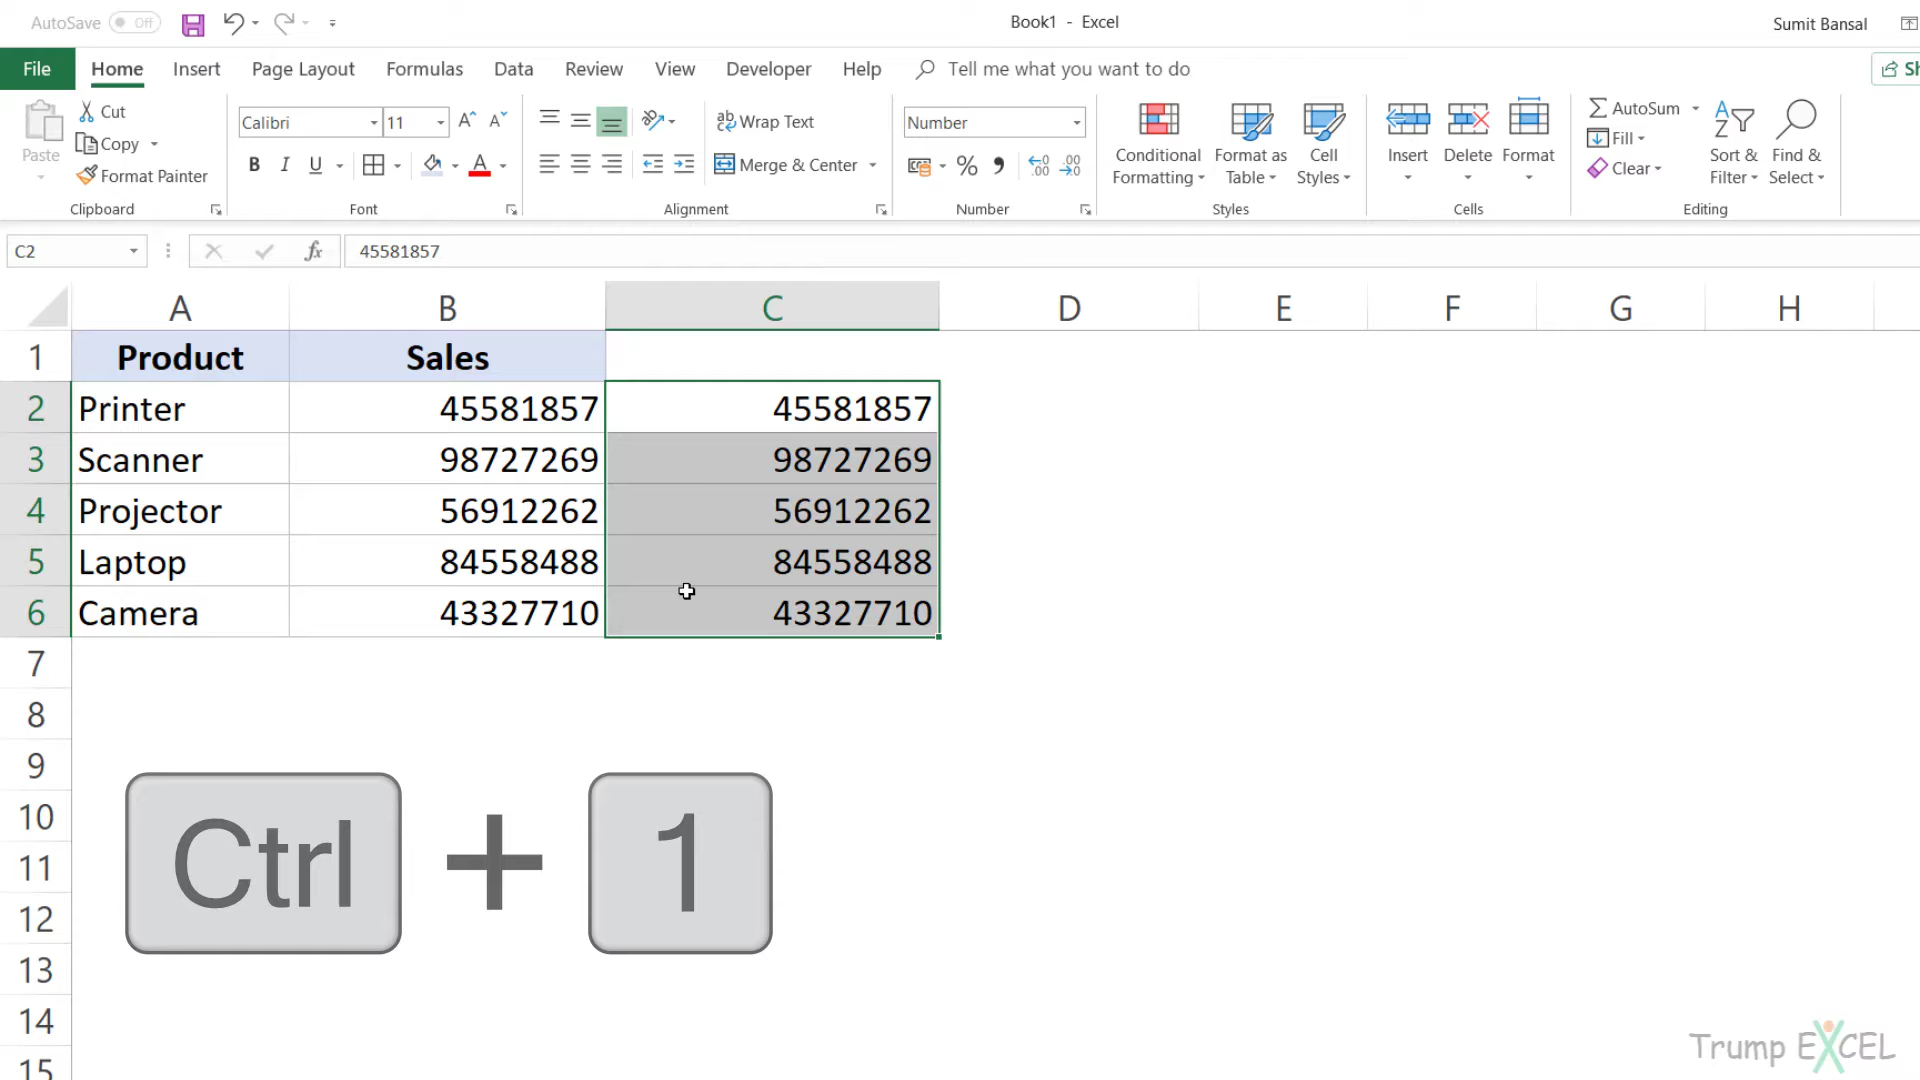 AutoSave Off
Book1 - Excel
Sumit Bansal
File Home Insert Page Layout Formulas Data Review View Developer Help Tell me what you want to do
Paste
Cut
Copy
Format Painter
Clipboard
Calibri 11
B I U A
Font
ab Wrap Text
Merge & Center
Alignment
Number
% 9 .00
Number
Conditional Formatting
Format as Table
Cell Styles
Styles
Insert Delete Format
Cells
AutoSum
Fill
Clear
Sort & Filter
Find & Select
Editing
C2 fx 45581857
A B C D E F G H
1 Product Sales
2 Printer 45581857 45581857
3 Scanner 98727269 98727269
4 Projector 56912262 56912262
5 Laptop 84558488 84558488
6 Camera 43327710 43327710
7
8
9
10
11
12
13
14
15
Ctrl + 1
Trump EXCEL